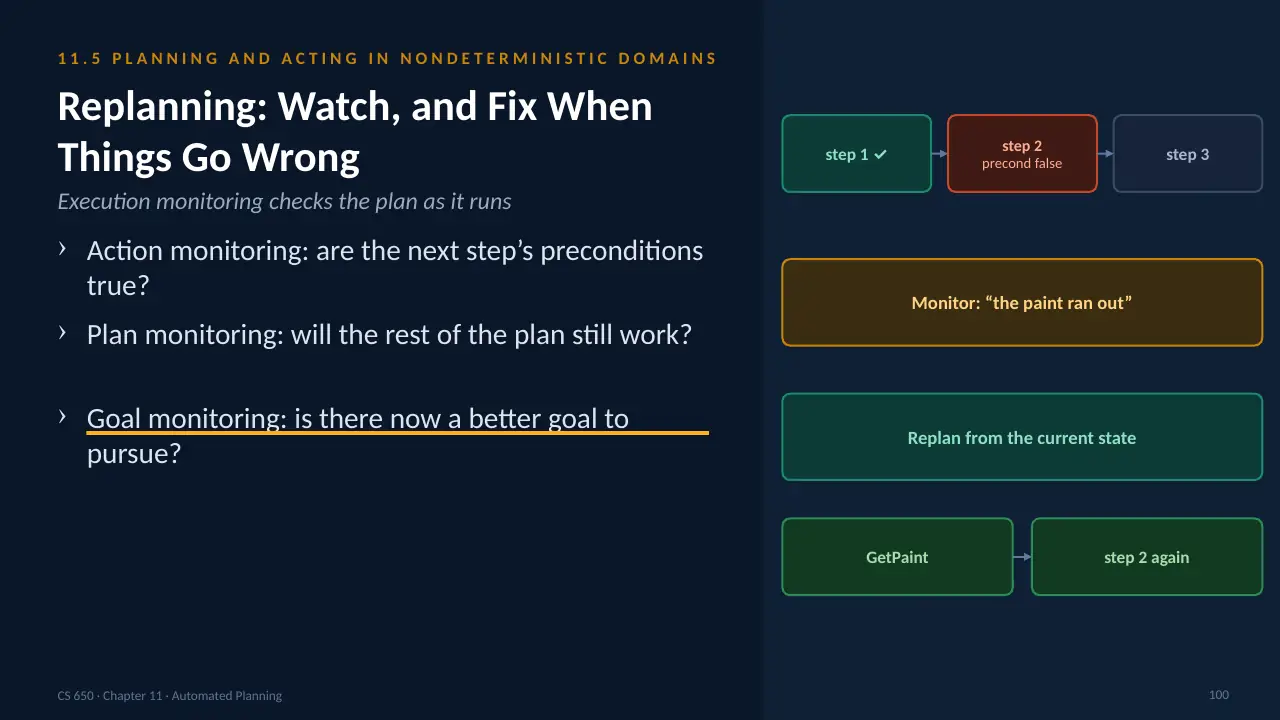 11.5 PLANNING AND ACTING IN NONDETERMINISTIC DOMAINS
Replanning: Watch, and Fix When
Things Go Wrong
Execution monitoring checks the plan as it runs
› Action monitoring: are the next step’s preconditions
true?
› Plan monitoring: will the rest of the plan still work?
› Goal monitoring: is there now a better goal to
pursue?
step 1 ✓
step 2
precond false
step 3
Monitor: “the paint ran out”
Replan from the current state
GetPaint
step 2 again
CS 650 · Chapter 11 · Automated Planning
100